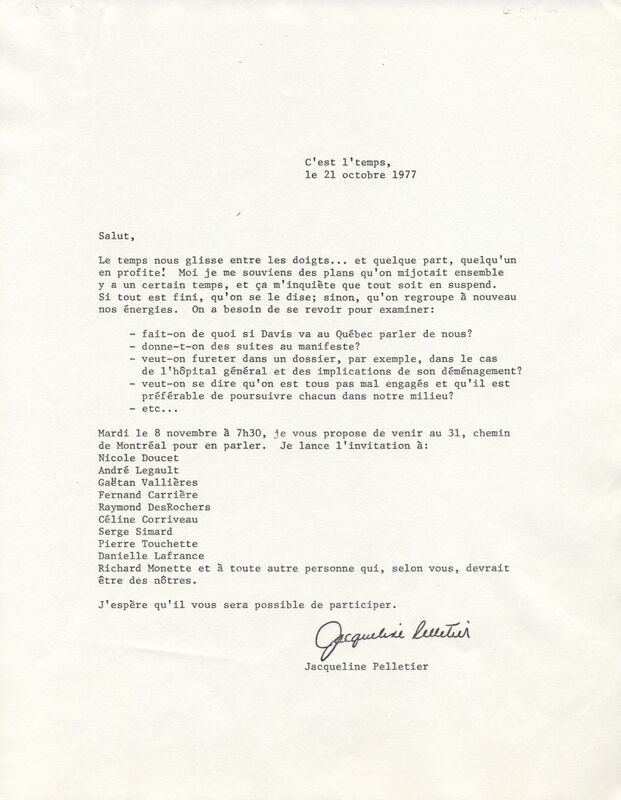 C'est l'temps,
le 21 octobre 1977
Salut,
Le temps nous glisse entre les doigts... et quelque part, quelqu'un
en profite! Moi je me souviens des plans qu'on mijotait ensemble
y a un certain temps, et ça m'inquiète que tout soit en suspend.
Si tout est fini, qu'on se le dise; sinon, qu'on regroupe à nouveau
nos énergies. On a besoin de se revoir pour examiner:
- fait-on de quoi si Davis va au Québec parler de nous?
- donne-t-on des suites au manifeste?
- veut-on fureter dans un dossier, par exemple, dans le cas
de l'hôpital général et des implications de son déménagement?
- veut-on se dire qu'on est tous pas mal engagés et qu'il est
préférable de poursuivre chacun dans notre milieu?
- etc...
Mardi le 8 novembre à 7h30, je vous propose de venir au 31, chemin
de Montréal pour en parler. Je lance l'invitation à:
Nicole Doucet
André Legault
Gaëtan Vallières
Fernand Carrière
Raymond DesRochers
Céline Corriveau
Serge Simard
Pierre Touchette
Danielle Lafrance
Richard Monette et à toute autre personne qui, selon vous, devrait
être des nôtres.
J'espère qu'il vous sera possible de participer.
Jacqueline Pelletier
Jacqueline Pelletier